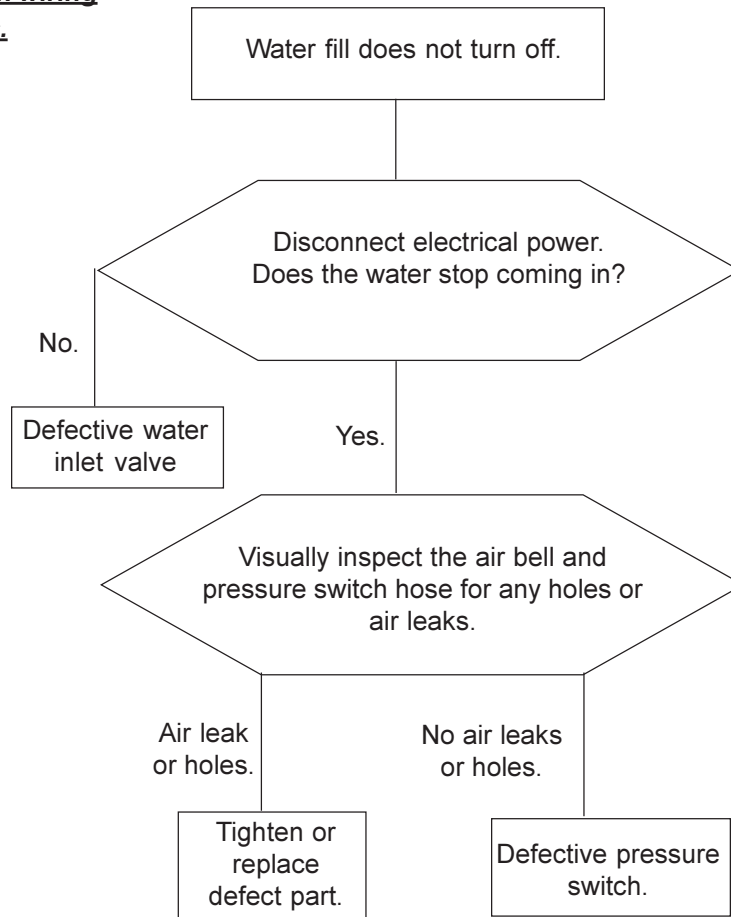 Water fill does not turn off.
Disconnect electrical power.
Does the water stop coming in?
No.
Defective water
inlet valve
Yes.
Visually inspect the air bell and
pressure switch hose for any holes or
air leaks.
Air leak
or holes.
No air leaks
or holes.
Tighten or
replace
defect part.
Defective pressure
switch.